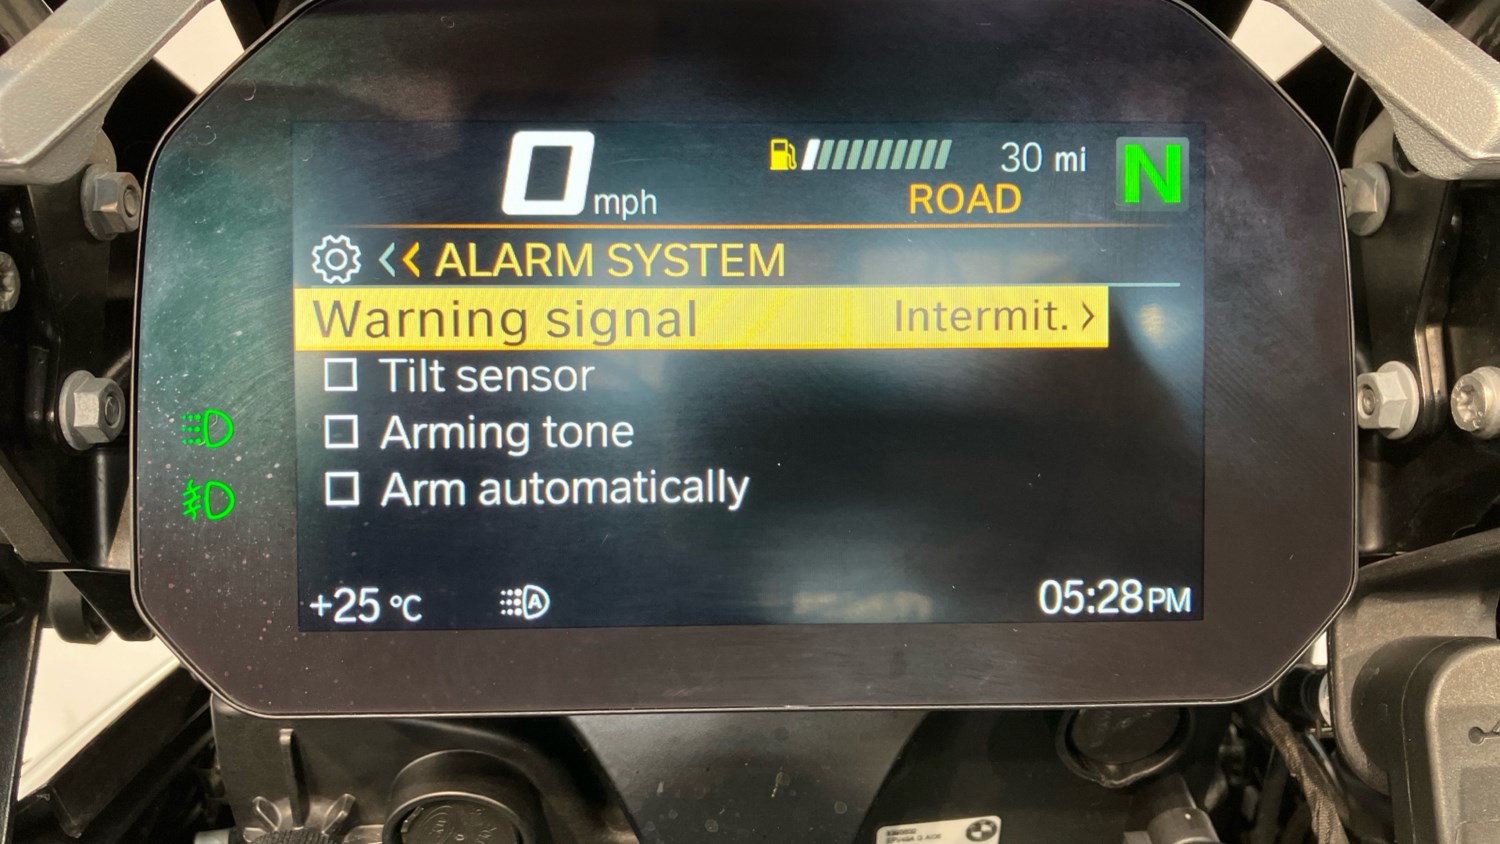 0 mph
30 mi
N
ROAD
ALARM SYSTEM
Warning signal Intermit.
Tilt sensor
Arming tone
Arm automatically
+25 °C
A
05:28 PM